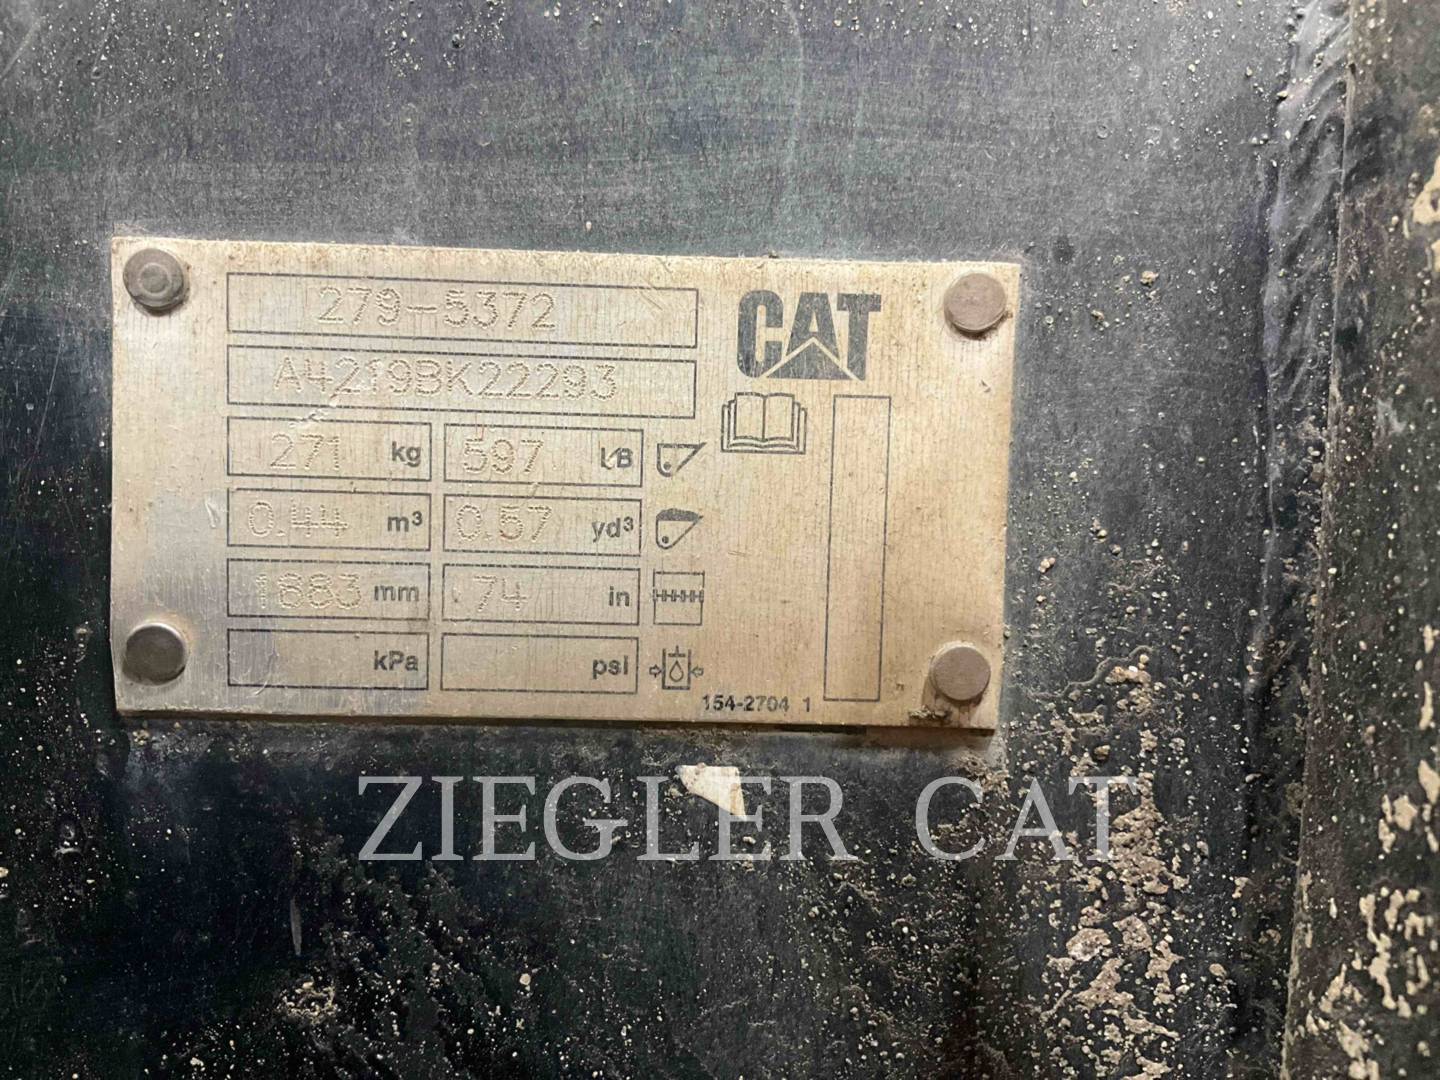 279-5372
CAT
A4219BK22293
271 kg 597 LB
0.44 m³ 0.57 yd³
1883 mm 74 in
kPa psi
154-2704 1
ZIEGLER CAT